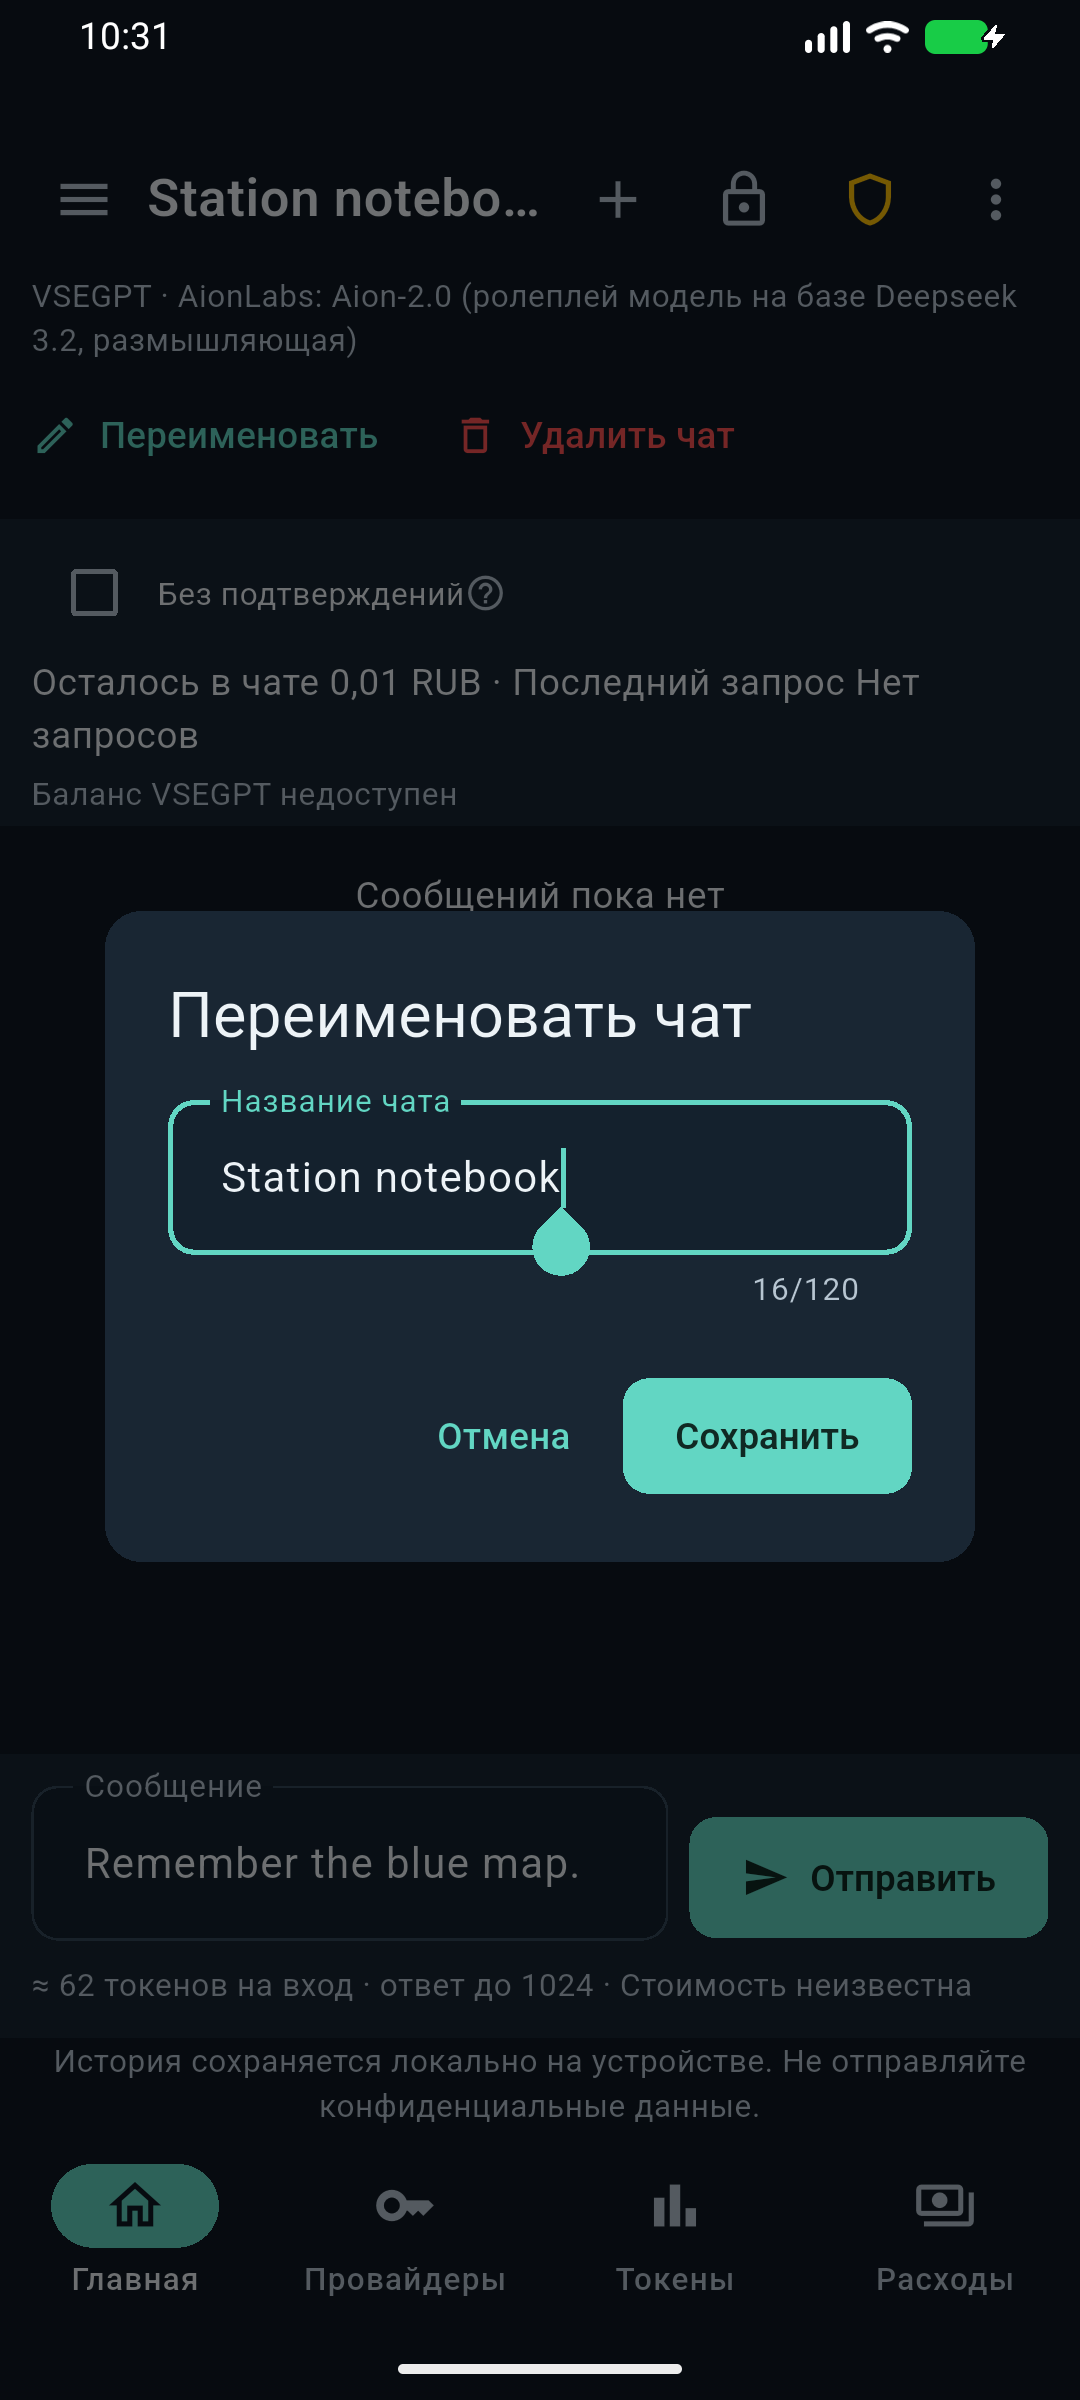 10:31
Station notebo…
VSEGPT · AionLabs: Aion-2.0 (ролеплей модель на базе Deepseek
3.2, размышляющая)
Переименовать
Удалить чат
Без подтверждений
Осталось в чате 0,01 RUB · Последний запрос Нет
запросов
Баланс VSEGPT недоступен
Сообщений пока нет
Переименовать чат
Название чата
Station notebook
16/120
Отмена
Сохранить
Сообщение
Remember the blue map.
Отправить
≈ 62 токенов на вход · ответ до 1024 · Стоимость неизвестна
История сохраняется локально на устройстве. Не отправляйте
конфиденциальные данные.
Главная
Провайдеры
Токены
Расходы